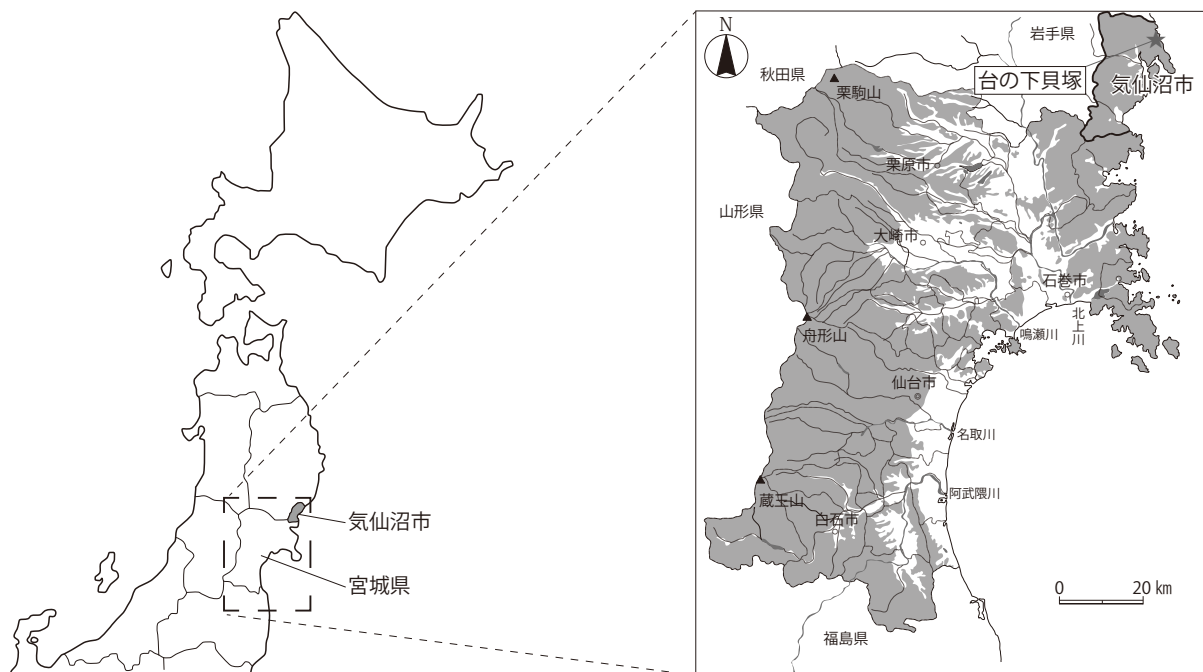 気仙沼市
宮城県
N
岩手県
秋田県
台の下貝塚
気仙沼市
栗駒山
栗原市
山形県
大崎市
石巻市
北上川
鳴瀬川
舟形山
仙台市
名取川
阿武隈川
蔵王山
白石市
福島県
0 20 km